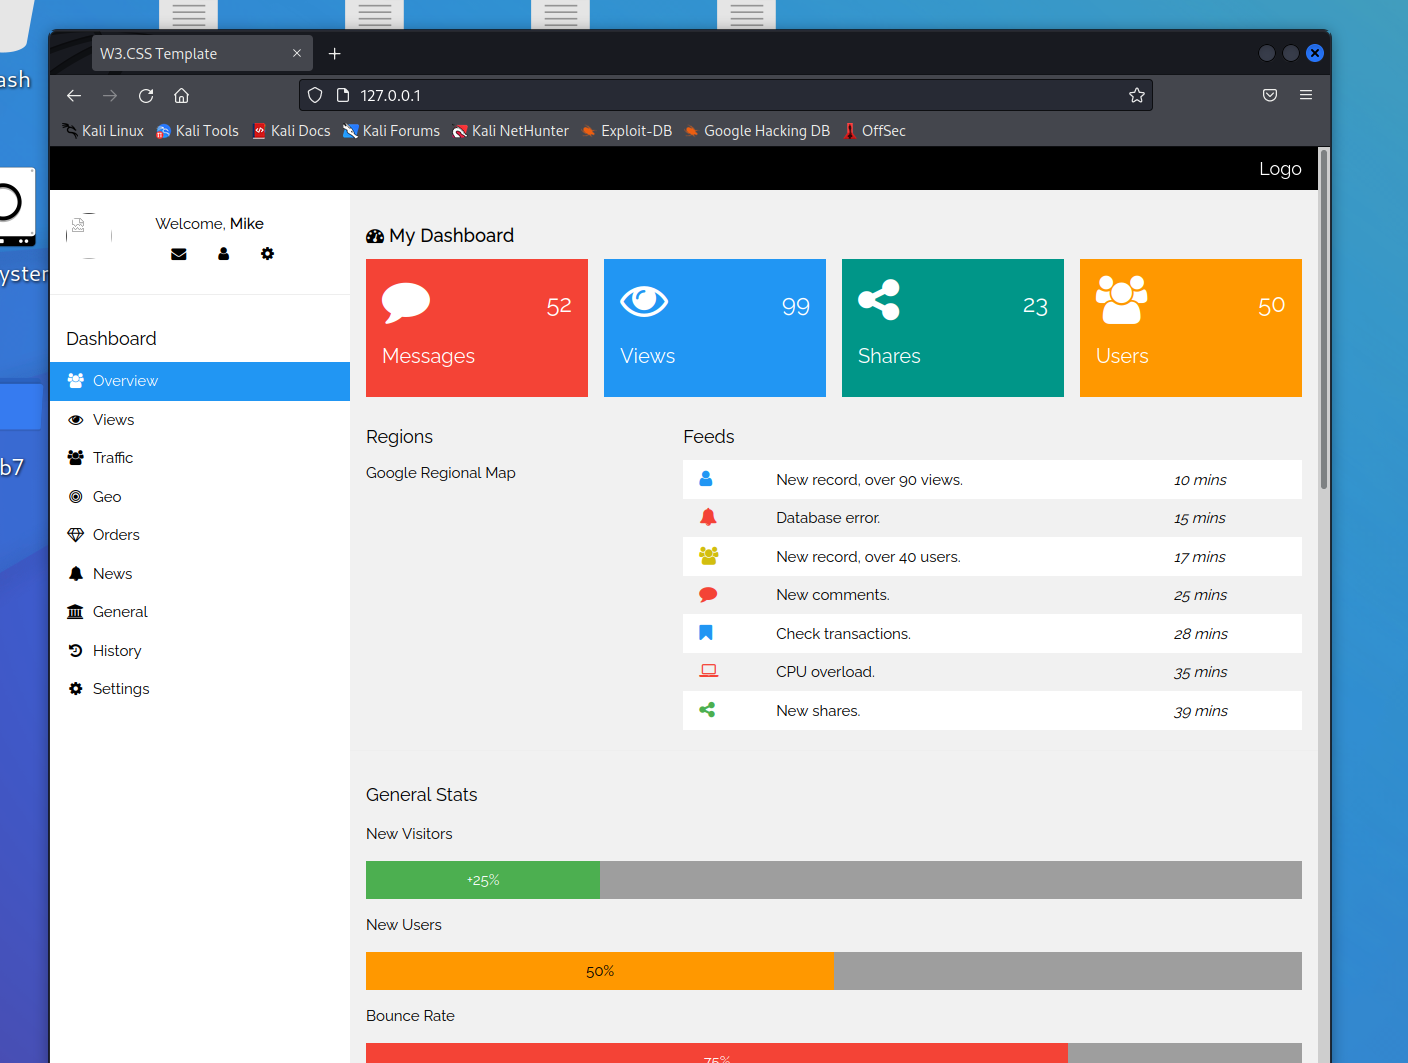 W3.CSS Template
127.0.0.1
Kali Linux Kali Tools Kali Docs Kali Forums Kali NetHunter Exploit-DB Google Hacking DB OffSec
Logo
ash
yster
b7
Welcome, Mike
Dashboard
Overview
Views
Traffic
Geo
Orders
News
General
History
Settings
My Dashboard
52
Messages
99
Views
23
Shares
50
Users
Regions
Google Regional Map
Feeds
New record, over 90 views. 10 mins
Database error. 15 mins
New record, over 40 users. 17 mins
New comments. 25 mins
Check transactions. 28 mins
CPU overload. 35 mins
New shares. 39 mins
General Stats
New Visitors
+25%
New Users
50%
Bounce Rate
75%